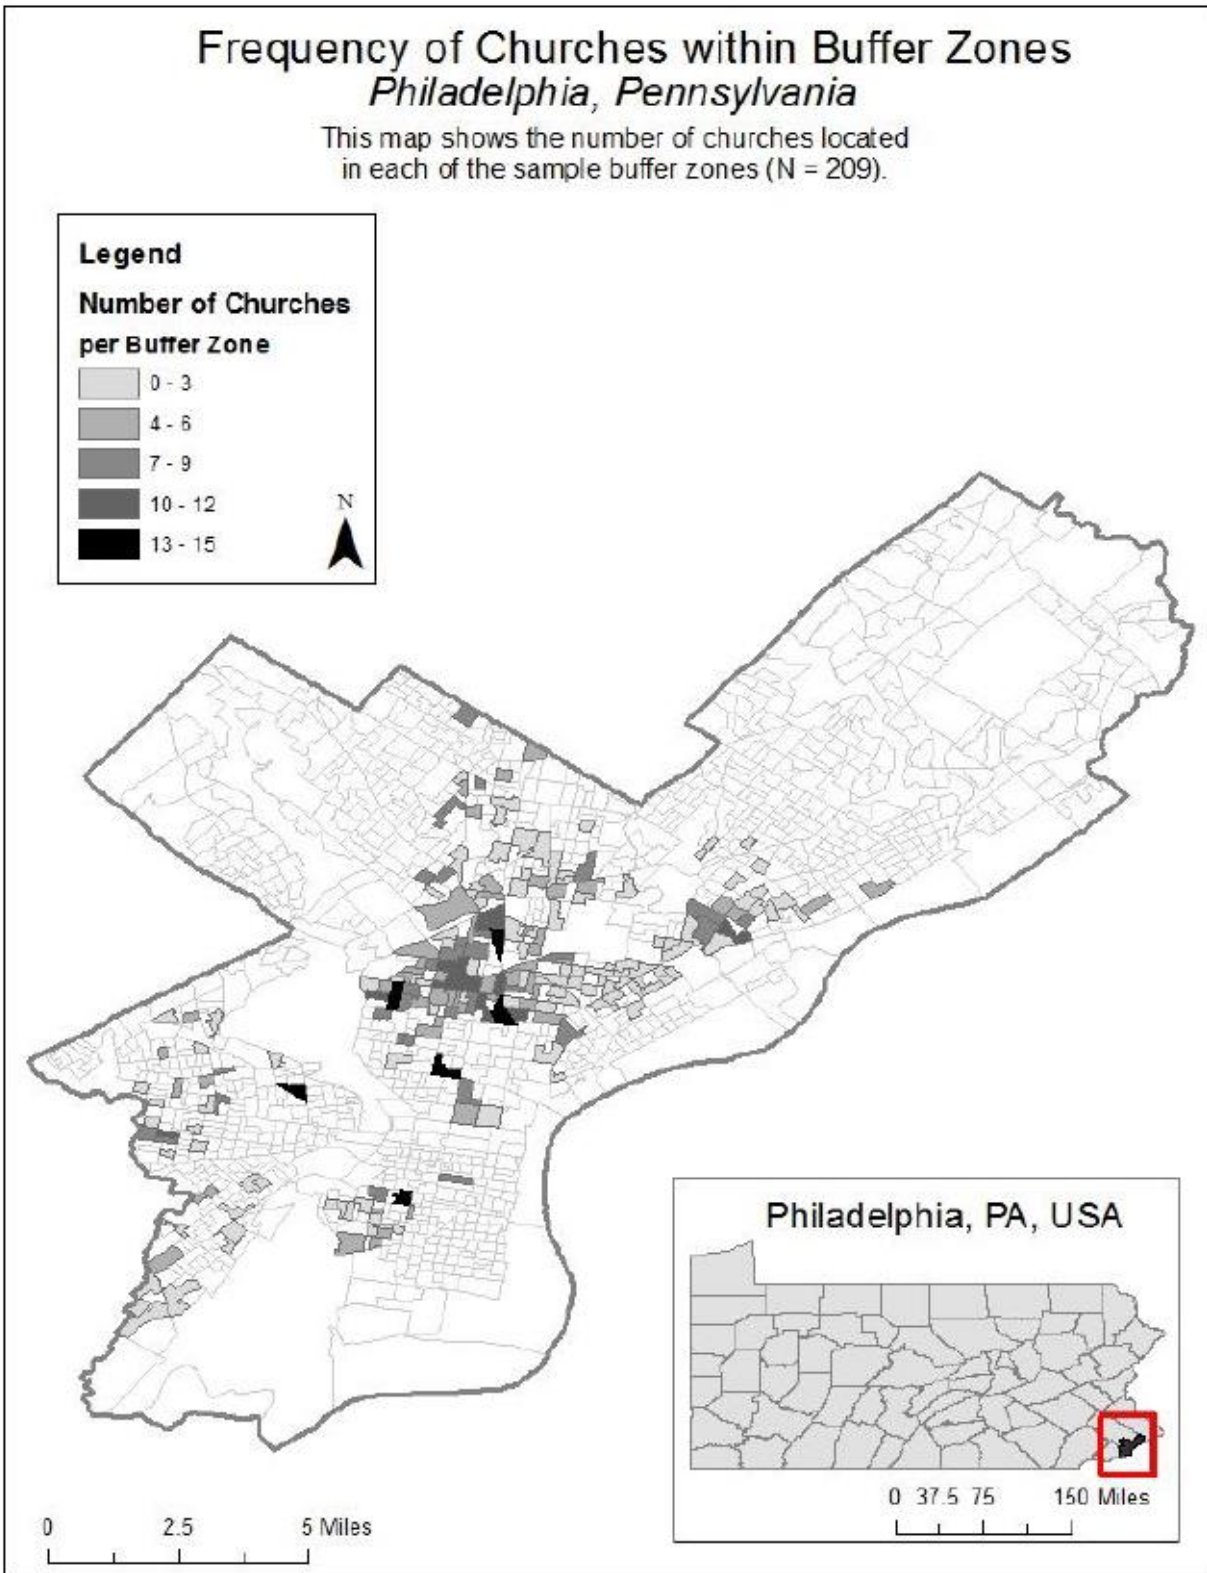 Frequency of Churches within Buffer Zones
Philadelphia, Pennsylvania
This map shows the number of churches located
in each of the sample buffer zones (N = 209).
Legend
Number of Churches
per Buffer Zone
0 - 3
4 - 6
7 - 9
10 - 12
13 - 15
N
Philadelphia, PA, USA
0 37.5 75 150 Miles
0 2.5 5 Miles